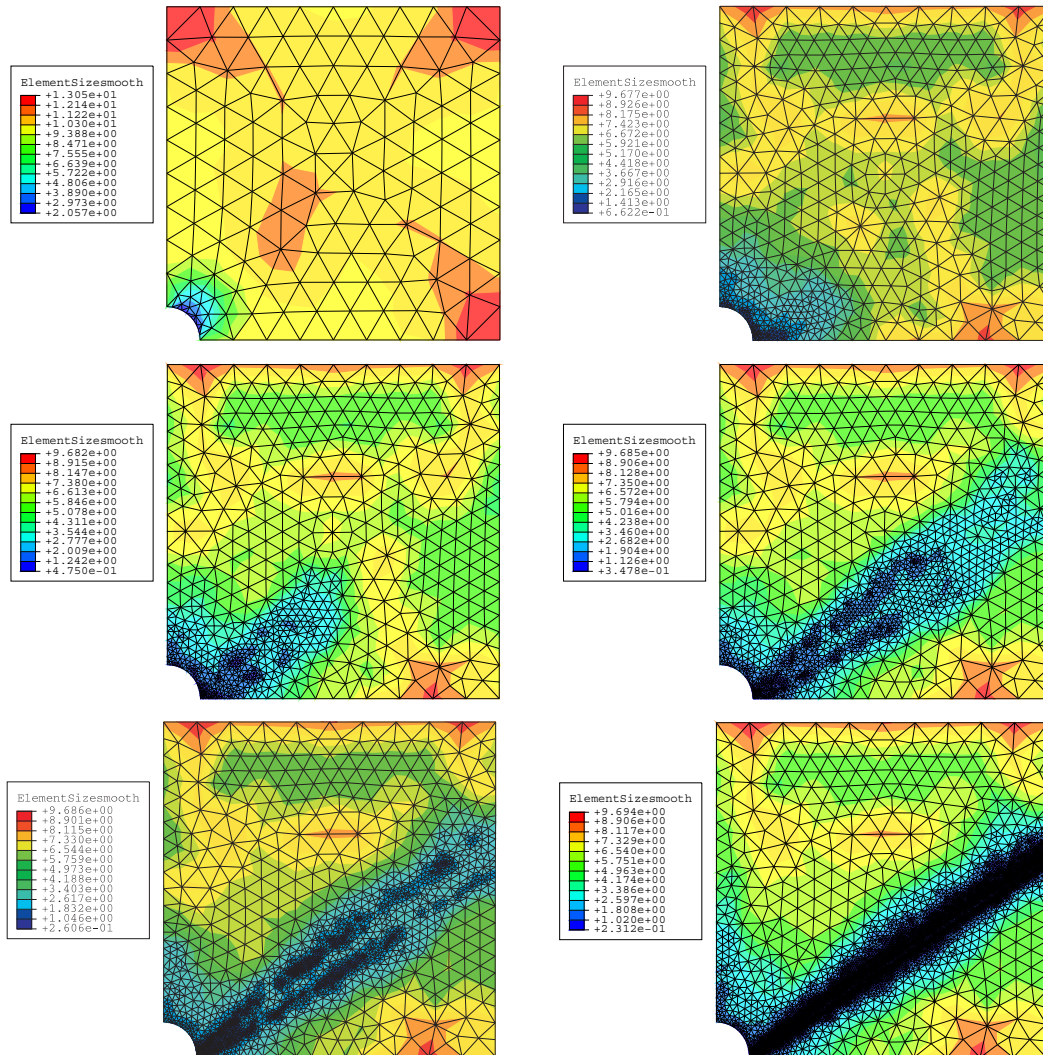 ElementSizesmooth
+1.305e+01
+1.214e+01
+1.122e+01
+1.030e+01
+9.388e+00
+8.471e+00
+7.555e+00
+6.639e+00
+5.722e+00
+4.806e+00
+3.890e+00
+2.973e+00
+2.057e+00
ElementSizesmooth
+9.677e+00
+8.926e+00
+8.175e+00
+7.423e+00
+6.672e+00
+5.921e+00
+5.170e+00
+4.418e+00
+3.667e+00
+2.916e+00
+2.165e+00
+1.413e+00
+6.622e-01
ElementSizesmooth
+9.682e+00
+8.915e+00
+8.147e+00
+7.380e+00
+6.613e+00
+5.846e+00
+5.078e+00
+4.311e+00
+3.544e+00
+2.777e+00
+2.009e+00
+1.242e+00
+4.750e-01
ElementSizesmooth
+9.685e+00
+8.906e+00
+8.128e+00
+7.350e+00
+6.572e+00
+5.794e+00
+5.016e+00
+4.238e+00
+3.460e+00
+2.682e+00
+1.904e+00
+1.126e+00
+3.478e-01
ElementSizesmooth
+9.686e+00
+8.901e+00
+8.115e+00
+7.330e+00
+6.544e+00
+5.759e+00
+4.973e+00
+4.188e+00
+3.403e+00
+2.617e+00
+1.832e+00
+1.046e+00
+2.606e-01
ElementSizesmooth
+9.694e+00
+8.906e+00
+8.117e+00
+7.329e+00
+6.540e+00
+5.751e+00
+4.963e+00
+4.174e+00
+3.386e+00
+2.597e+00
+1.808e+00
+1.020e+00
+2.312e-01